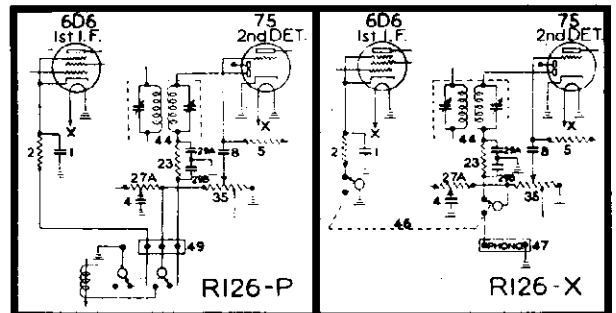 6D6
1st I.F.
75
2nd DET.
X
X
44
2
1
29A
8
5
23
29B
27A
4
35
49
R126-P
6D6
1st I.F.
75
2nd DET.
X
X
44
2
1
29A
8
5
23
27A
29B
4
35
46
PHONO
47
R126-X